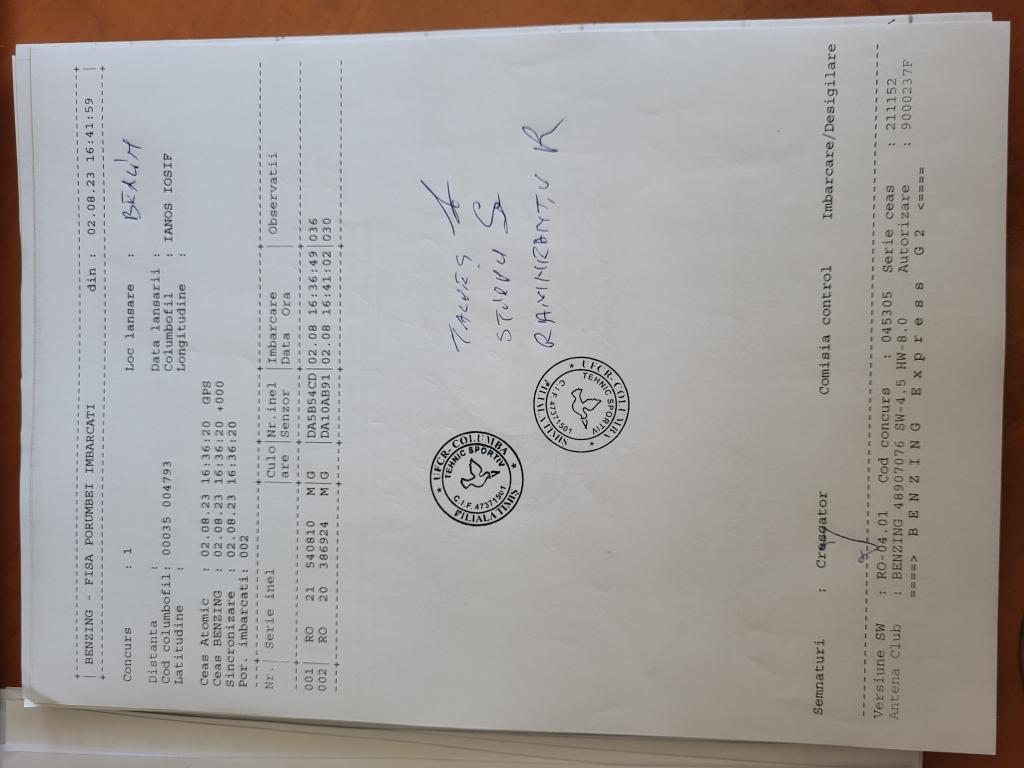 BENZING - FISA PORUMBEI IMBARCATI din : 02.08.23 16:41:59
Concurs : 1 Loc lansare : BERLIN
Distanta : Data lansarii :
Cod columbofil: 00035 004793 Columbofil : IANOS IOSIF
Latitudine : Longitudine :
Ceas Atomic : 02.08.23 16:36:20 GPS
Ceas BENZING : 02.08.23 16:36:20 +000
Sincronizare : 02.08.23 16:36:20
Por. imbarcati: 002
Nr.| Serie inel |Culo|Nr.inel |Imbarcare |Observatii
|are |Senzor |Data Ora |
001| RO 21 540810 M|G |DA5B54CD|02.08 16:36:49|036
002| RO 20 386924 M|G |DA10AB91|02.08 16:41:02|030
UFCR. COLUMBA
TEHNIC SPORTIV
C.I.F. 47371501
FILIALA TIMIS
UFCR. COLUMBA
TEHNIC SPORTIV
C.I.F. 47371501
FILIALA TIMIS
Semnaturi : Crescator Comisia control Imbarcare/Desigilare
Versiune SW : RO-04.01 Cod concurs : 045305 Serie ceas : 211152
Antena Club : BENZING 48907076 SW-4.5 HW-8.0 Autorizare : 9000237F
====> B E N Z I N G E x p r e s s G 2 <====